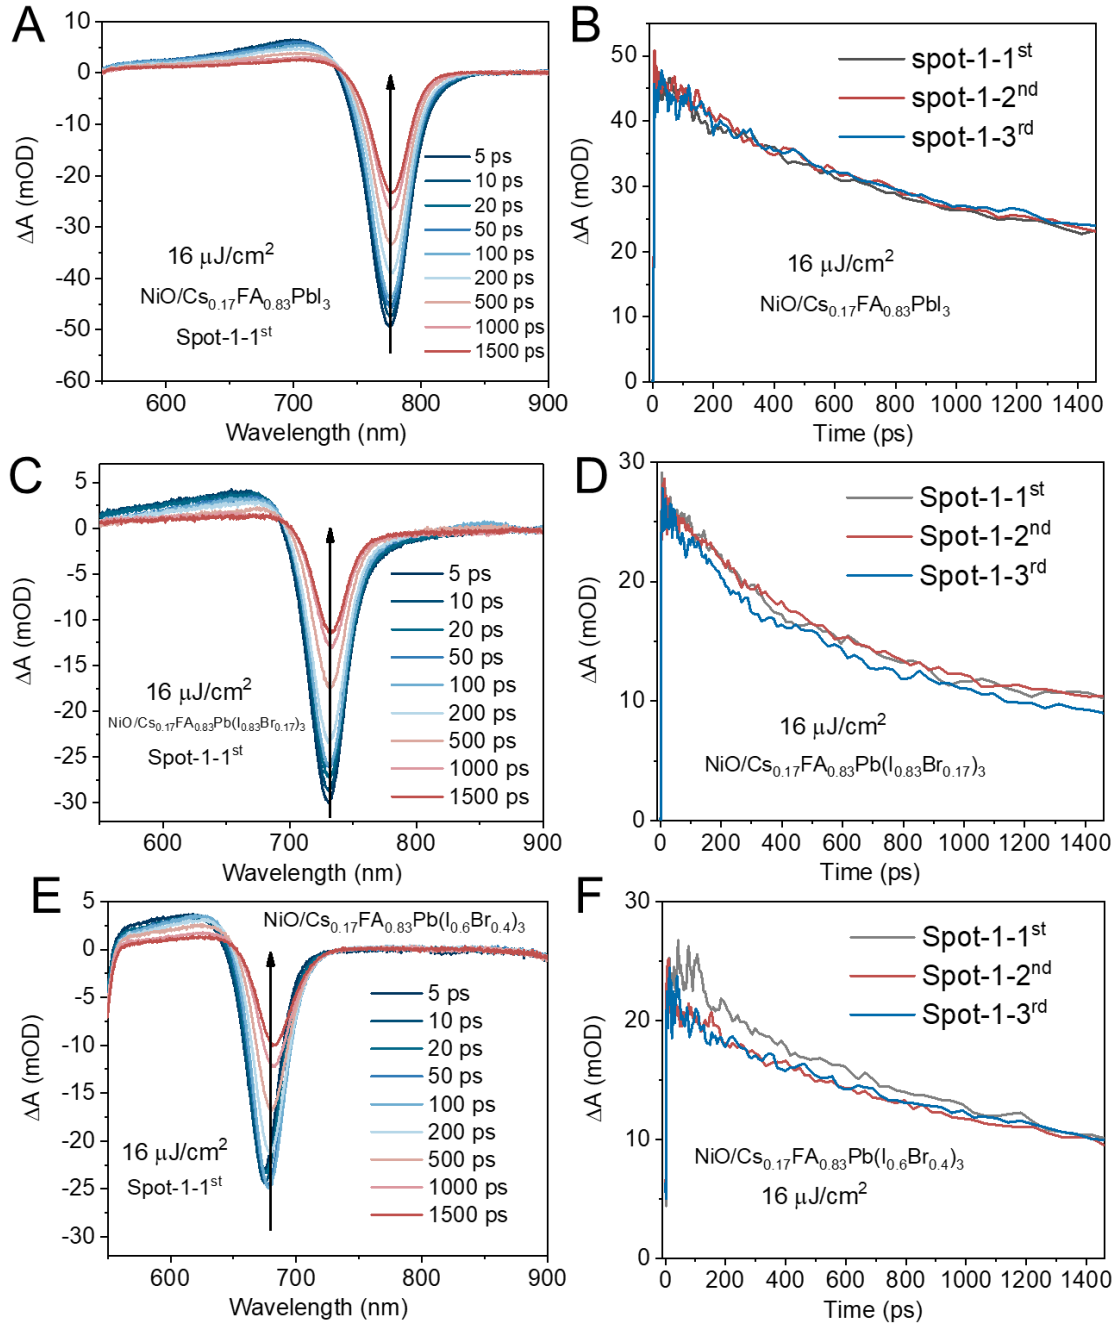 A
10
0
-10
-20
-30
-40
-50
-60
ΔA (mOD)
5 ps
10 ps
20 ps
50 ps
100 ps
200 ps
500 ps
1000 ps
1500 ps
16 μJ/cm²
NiO/Cs₀.₁₇FA₀.₈₃PbI₃
Spot-1-1ˢᵗ
600 700 800 900
Wavelength (nm)
B
50
40
30
20
10
0
ΔA (mOD)
spot-1-1ˢᵗ
spot-1-2ⁿᵈ
spot-1-3ʳᵈ
16 μJ/cm²
NiO/Cs₀.₁₇FA₀.₈₃PbI₃
0 200 400 600 800 1000 1200 1400
Time (ps)
C
5
0
-5
-10
-15
-20
-25
-30
ΔA (mOD)
5 ps
10 ps
20 ps
50 ps
100 ps
200 ps
500 ps
1000 ps
1500 ps
16 μJ/cm²
NiO/Cs₀.₁₇FA₀.₈₃Pb(I₀.₈₃Br₀.₁₇)₃
Spot-1-1ˢᵗ
600 700 800 900
Wavelength (nm)
D
30
20
10
0
ΔA (mOD)
Spot-1-1ˢᵗ
Spot-1-2ⁿᵈ
Spot-1-3ʳᵈ
16 μJ/cm²
NiO/Cs₀.₁₇FA₀.₈₃Pb(I₀.₈₃Br₀.₁₇)₃
0 200 400 600 800 1000 1200 1400
Time (ps)
E
5
0
-5
-10
-15
-20
-25
-30
ΔA (mOD)
NiO/Cs₀.₁₇FA₀.₈₃Pb(I₀.₆Br₀.₄)₃
5 ps
10 ps
20 ps
50 ps
100 ps
200 ps
500 ps
1000 ps
1500 ps
16 μJ/cm²
Spot-1-1ˢᵗ
600 700 800 900
Wavelength (nm)
F
30
20
10
0
ΔA (mOD)
Spot-1-1ˢᵗ
Spot-1-2ⁿᵈ
Spot-1-3ʳᵈ
NiO/Cs₀.₁₇FA₀.₈₃Pb(I₀.₆Br₀.₄)₃
16 μJ/cm²
0 200 400 600 800 1000 1200 1400
Time (ps)